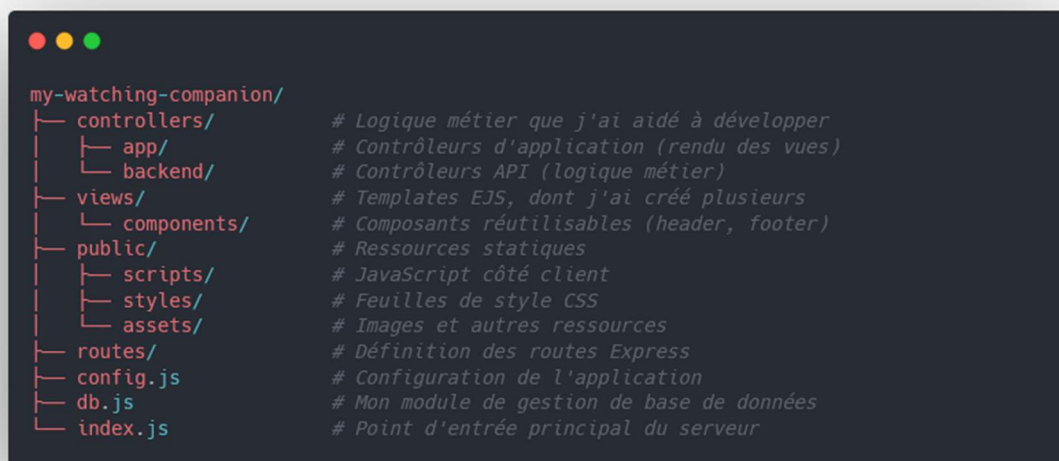 my-watching-companion/
├── controllers/ # Logique métier que j'ai aidé à développer
│   ├── app/ # Contrôleurs d'application (rendu des vues)
│   └── backend/ # Contrôleurs API (logique métier)
├── views/ # Templates EJS, dont j'ai créé plusieurs
│   └── components/ # Composants réutilisables (header, footer)
├── public/ # Ressources statiques
│   ├── scripts/ # JavaScript côté client
│   ├── styles/ # Feuilles de style CSS
│   └── assets/ # Images et autres ressources
├── routes/ # Définition des routes Express
├── config.js # Configuration de l'application
├── db.js # Mon module de gestion de base de données
└── index.js # Point d'entrée principal du serveur